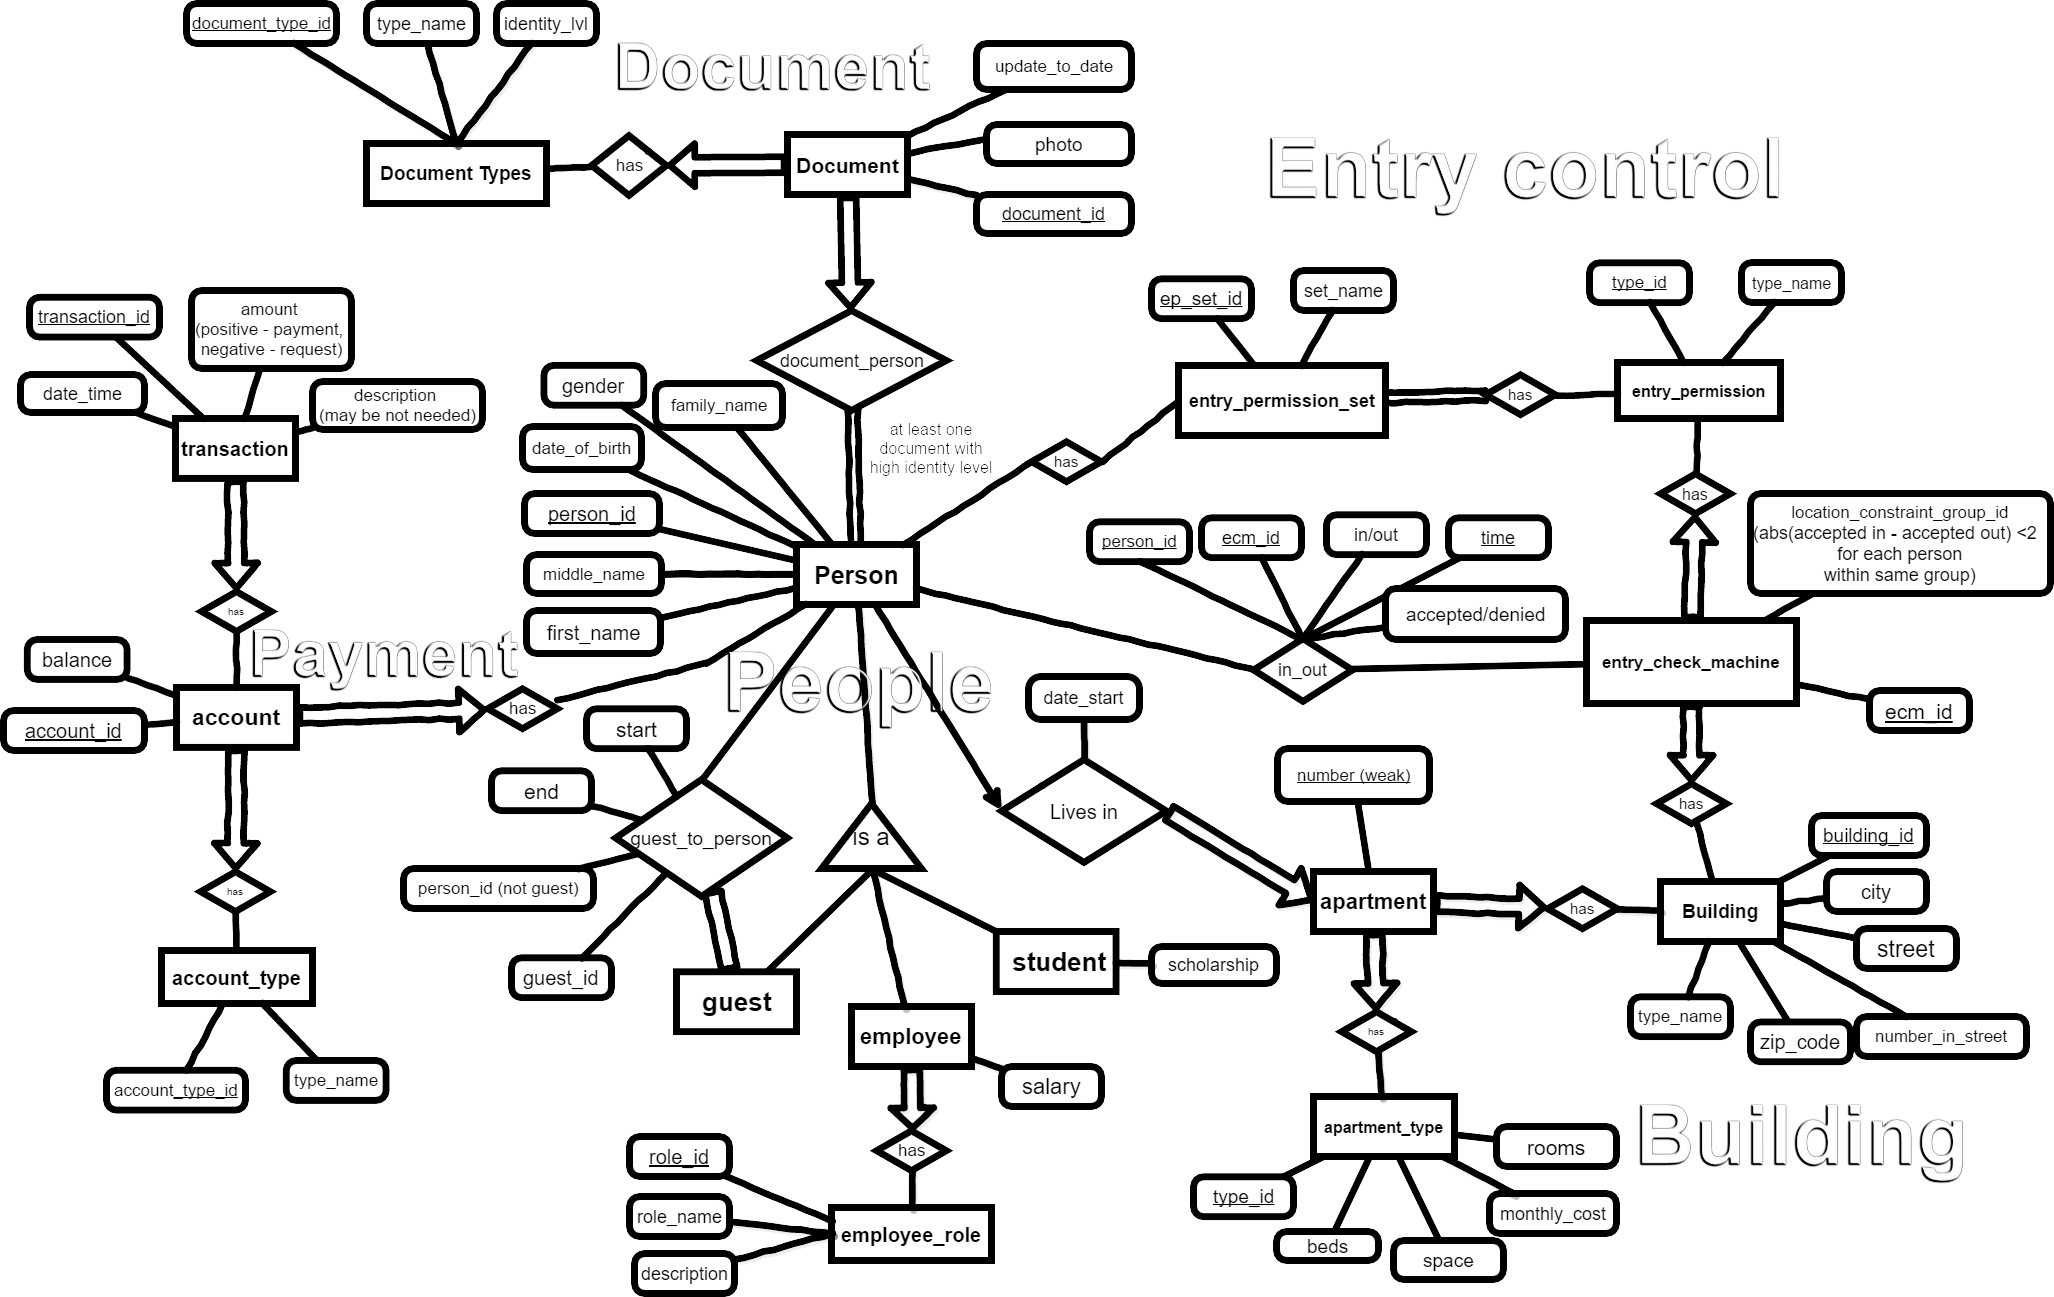 document_type_id
type_name
identity_lvl
Document
update_to_date
photo
document_id
Document Types
has
Document
Entry control
document_person
at least one
document with
high identity level
transaction_id
amount
(positive - payment,
negative - request)
date_time
description
(may be not needed)
transaction
has
gender
family_name
date_of_birth
person_id
middle_name
first_name
Person
has
ep_set_id
set_name
entry_permission_set
has
type_id
type_name
entry_permission
has
location_constraint_group_id
(abs(accepted in - accepted out) <2
for each person
within same group)
person_id
ecm_id
in/out
time
accepted/denied
in_out
entry_check_machine
ecm_id
has
Payment
balance
account_id
account
has
has
account_type
account_type_id
type_name
People
start
end
guest_to_person
person_id (not guest)
guest_id
is a
guest
student
scholarship
employee
salary
has
role_id
role_name
description
employee_role
date_start
Lives in
number (weak)
apartment
has
has
apartment_type
type_id
beds
space
monthly_cost
rooms
building_id
city
street
Building
type_name
zip_code
number_in_street
Building